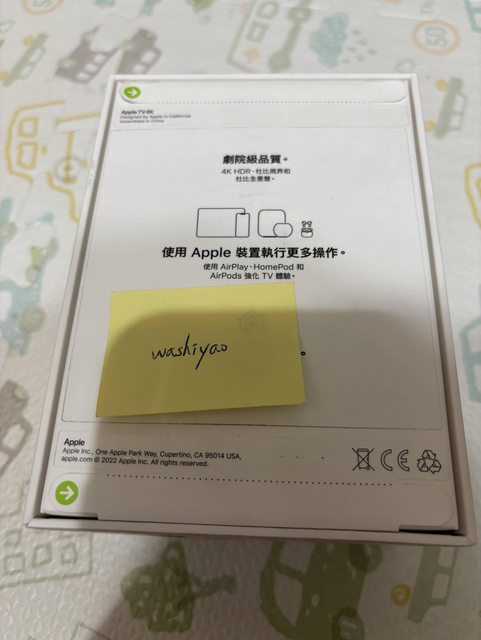 Apple TV 4K
Designed by Apple in California
Assembled in China
劇院級品質。
4K HDR、杜比視界和
杜比全景聲。
使用 Apple 裝置執行更多操作。
使用 AirPlay、HomePod 和
AirPods 強化 TV 體驗。
washiyao
。
Apple
Apple Inc., One Apple Park Way, Cupertino, CA 95014 USA.
apple.com © 2022 Apple Inc. All rights reserved.
CE